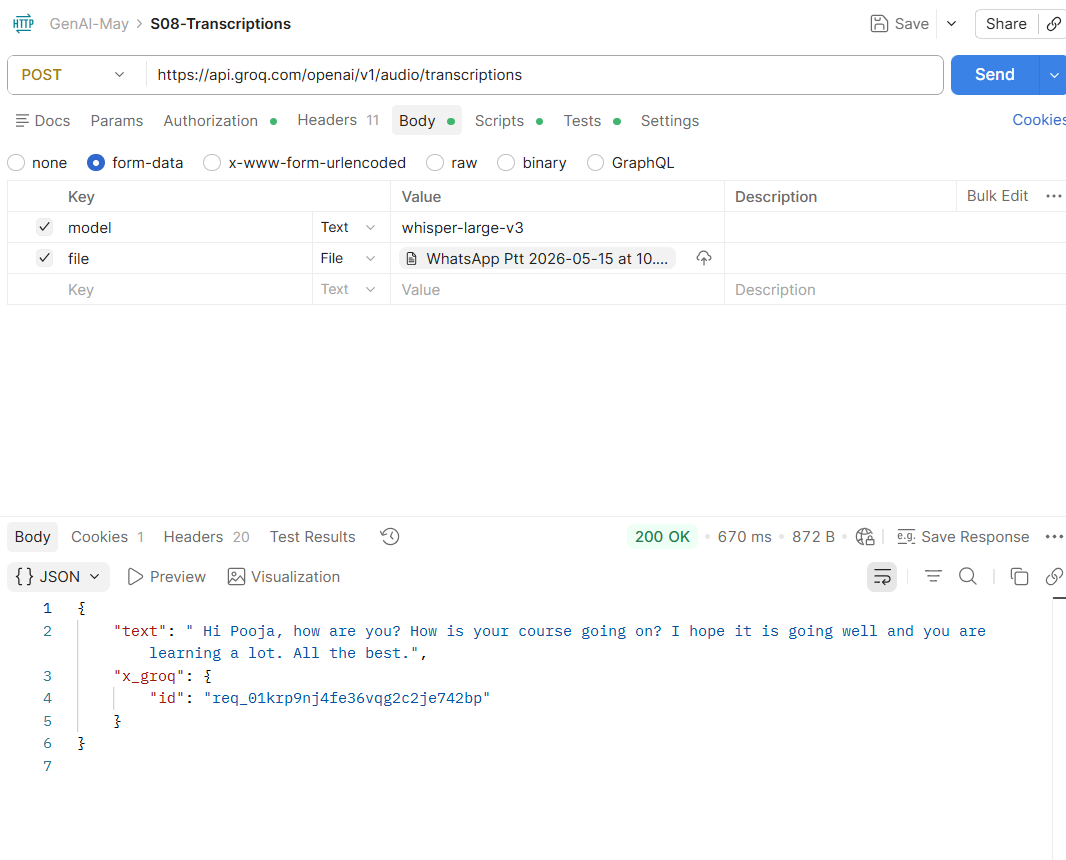 HTTP GenAI-May > S08-Transcriptions Save Share
POST https://api.groq.com/openai/v1/audio/transcriptions Send
Docs Params Authorization Headers 11 Body Scripts Tests Settings Cookies
none form-data x-www-form-urlencoded raw binary GraphQL
Key Value Description Bulk Edit ...
model Text whisper-large-v3
file File WhatsApp Ptt 2026-05-15 at 10....
Key Text Value Description
Body Cookies 1 Headers 20 Test Results 200 OK • 670 ms • 872 B • e.g. Save Response ...
{} JSON Preview Visualization
1 {
2 "text": " Hi Pooja, how are you? How is your course going on? I hope it is going well and you are
learning a lot. All the best.",
3 "x_groq": {
4 "id": "req_01krp9nj4fe36vqg2c2je742bp"
5 }
6 }
7